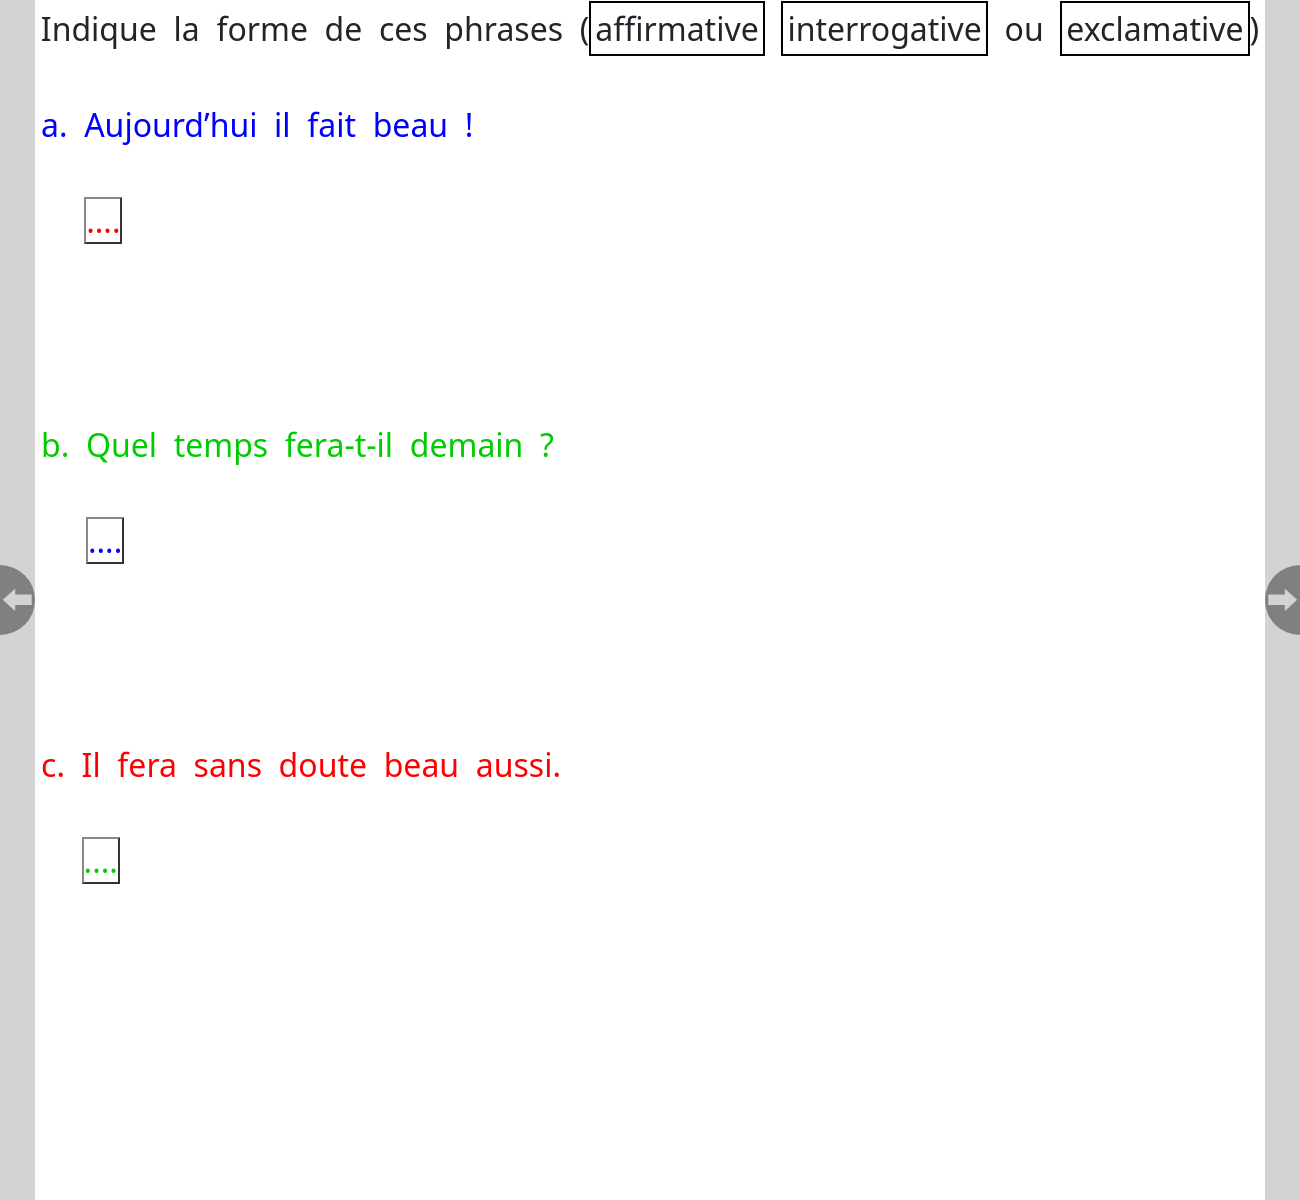 Indique la forme de ces phrases (affirmative interrogative ou exclamative)
a. Aujourd’hui il fait beau !
....
b. Quel temps fera-t-il demain ?
....
c. Il fera sans doute beau aussi.
....